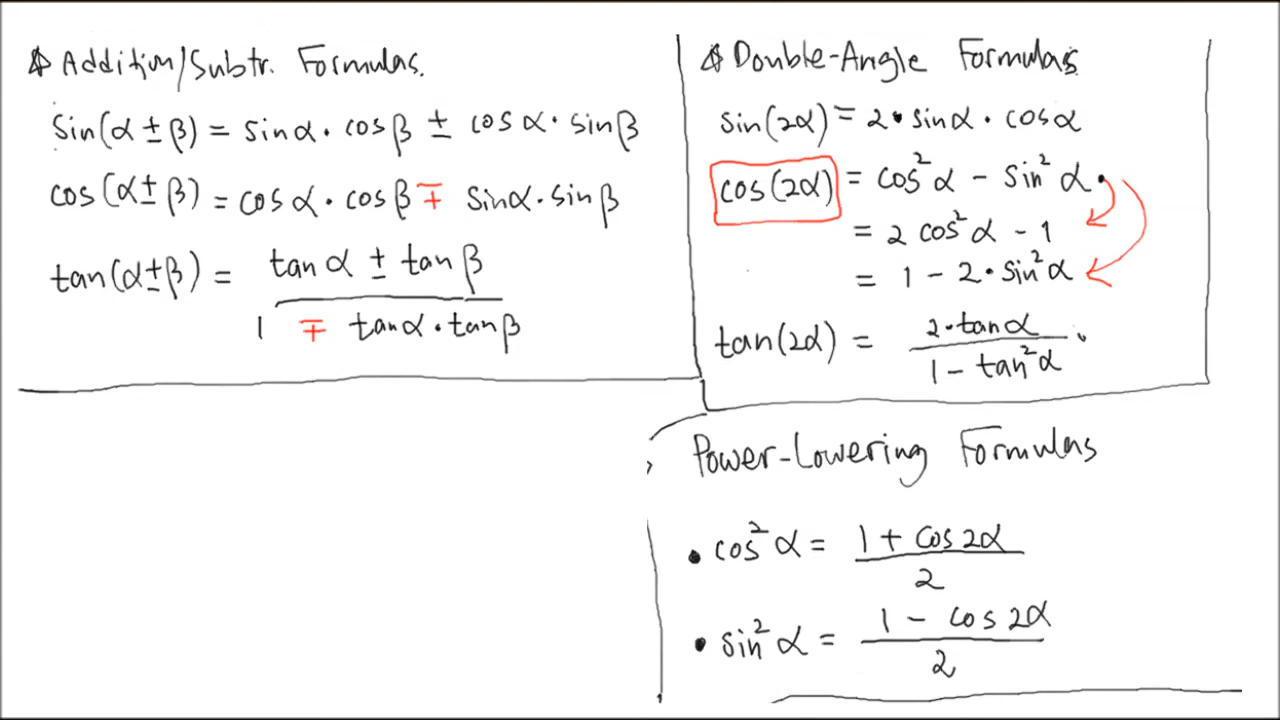 Addition/Subtr. Formulas.
sin(α ± β) = sinα · cosβ ± cosα · sinβ
cos(α ± β) = cosα · cosβ ∓ sinα · sinβ
tan(α ± β) = (tanα ± tanβ) / (1 ∓ tanα · tanβ)
Double-Angle Formulas
sin(2α) = 2 · sinα · cosα
cos(2α) = cos²α − sin²α
= 2 cos²α − 1
= 1 − 2 · sin²α
tan(2α) = (2 · tanα) / (1 − tan²α)
Power-Lowering Formulas
• cos²α = (1 + cos2α) / 2
• sin²α = (1 − cos2α) / 2